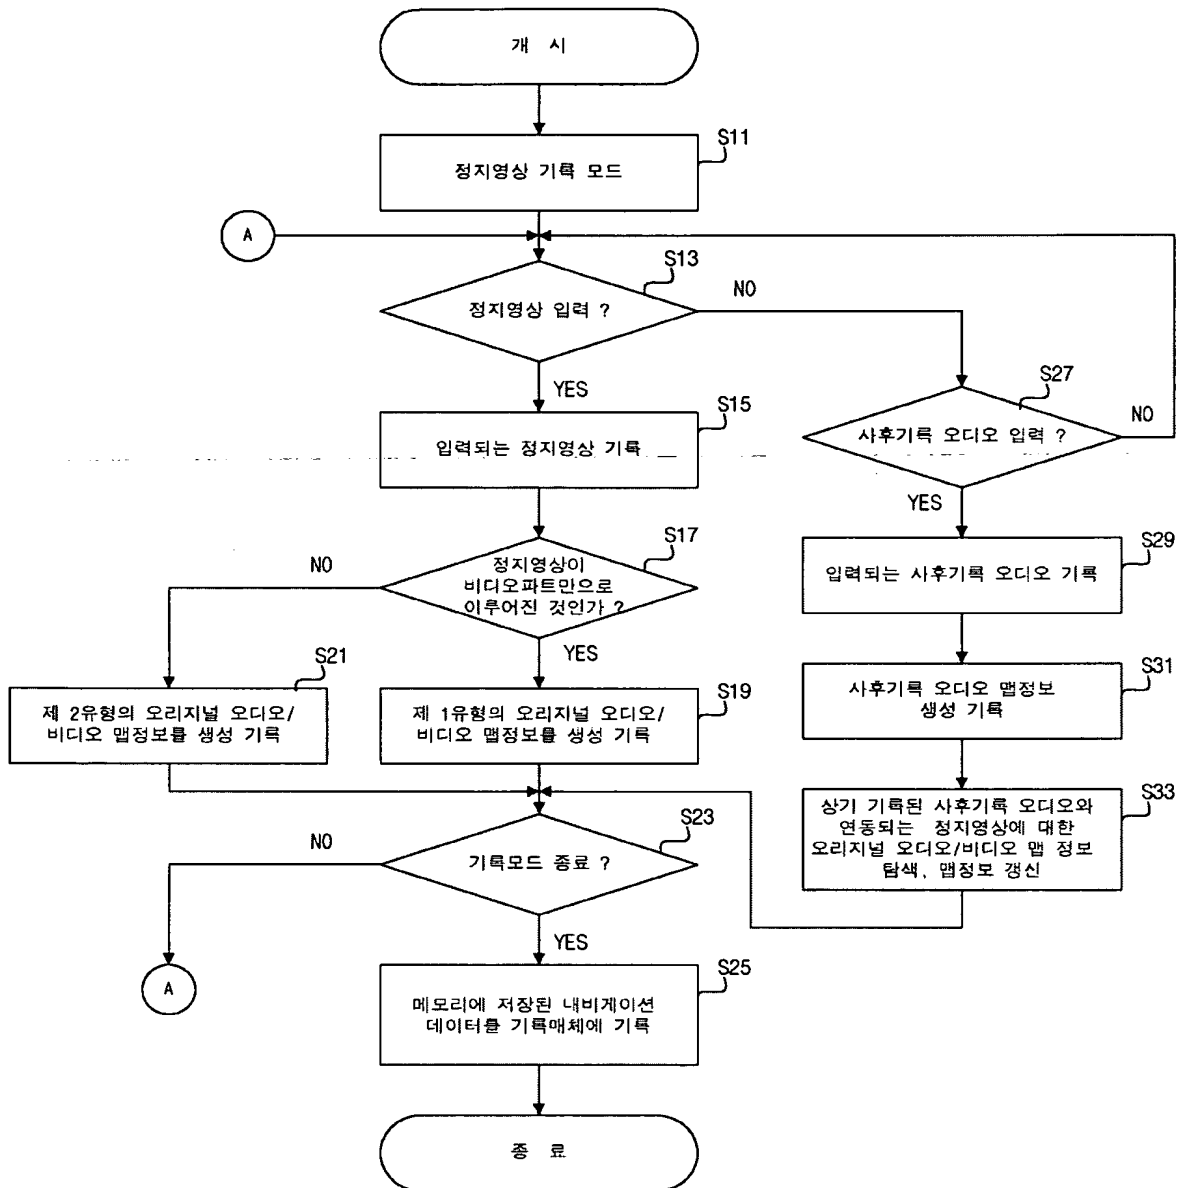 개 시
S11
정지영상 기록 모드
A
S13
정지영상 입력 ?
NO
YES
S27
사후기록 오디오 입력 ?
NO
YES
S15
입력되는 정지영상 기록
S17
정지영상이
비디오파트만으로
이루어진 것인가 ?
NO
YES
S29
입력되는 사후기록 오디오 기록
S21
제 2유형의 오리지널 오디오/
비디오 맵정보를 생성 기록
S19
제 1유형의 오리지널 오디오/
비디오 맵정보를 생성 기록
S31
사후기록 오디오 맵정보
생성 기록
S33
상기 기록된 사후기록 오디오와
연동되는 정지영상에 대한
오리지널 오디오/비디오 맵 정보
탐색, 맵정보 갱신
S23
기록모드 종료 ?
NO
YES
A
S25
메모리에 저장된 내비게이션
데이터를 기록매체에 기록
종 료